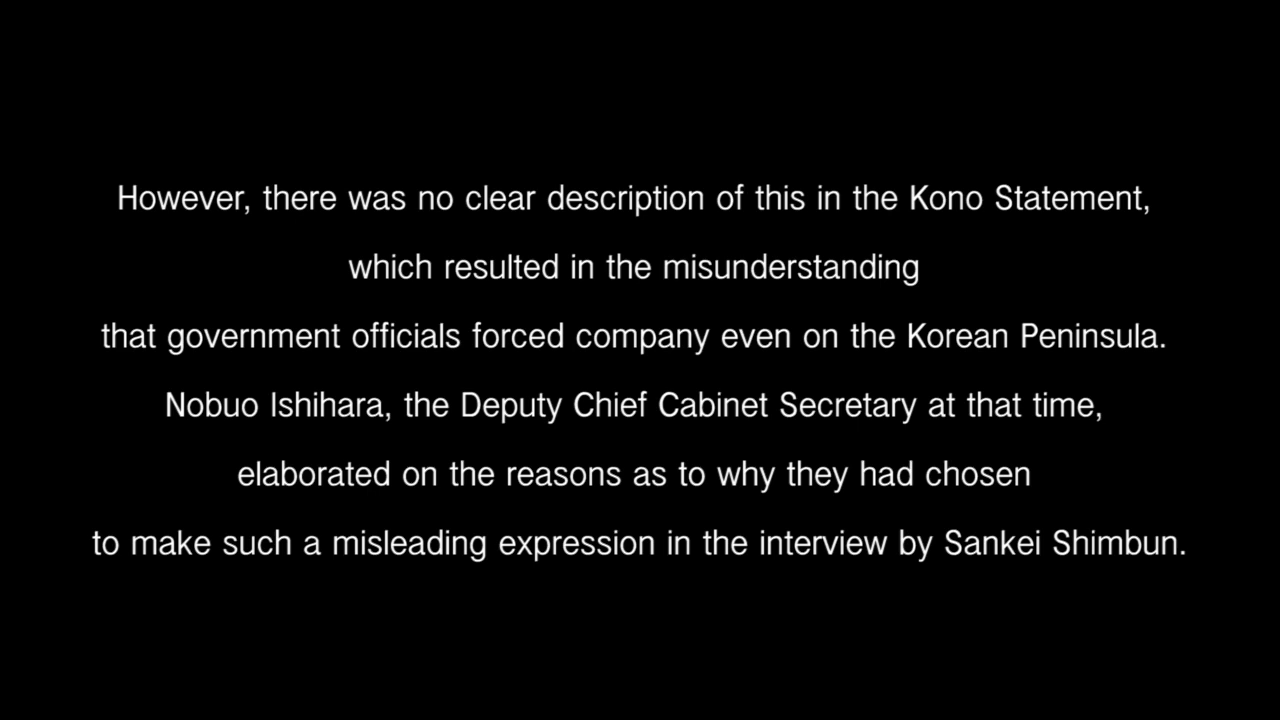 However, there was no clear description of this in the Kono Statement,
which resulted in the misunderstanding
that government officials forced company even on the Korean Peninsula.
Nobuo Ishihara, the Deputy Chief Cabinet Secretary at that time,
elaborated on the reasons as to why they had chosen
to make such a misleading expression in the interview by Sankei Shimbun.